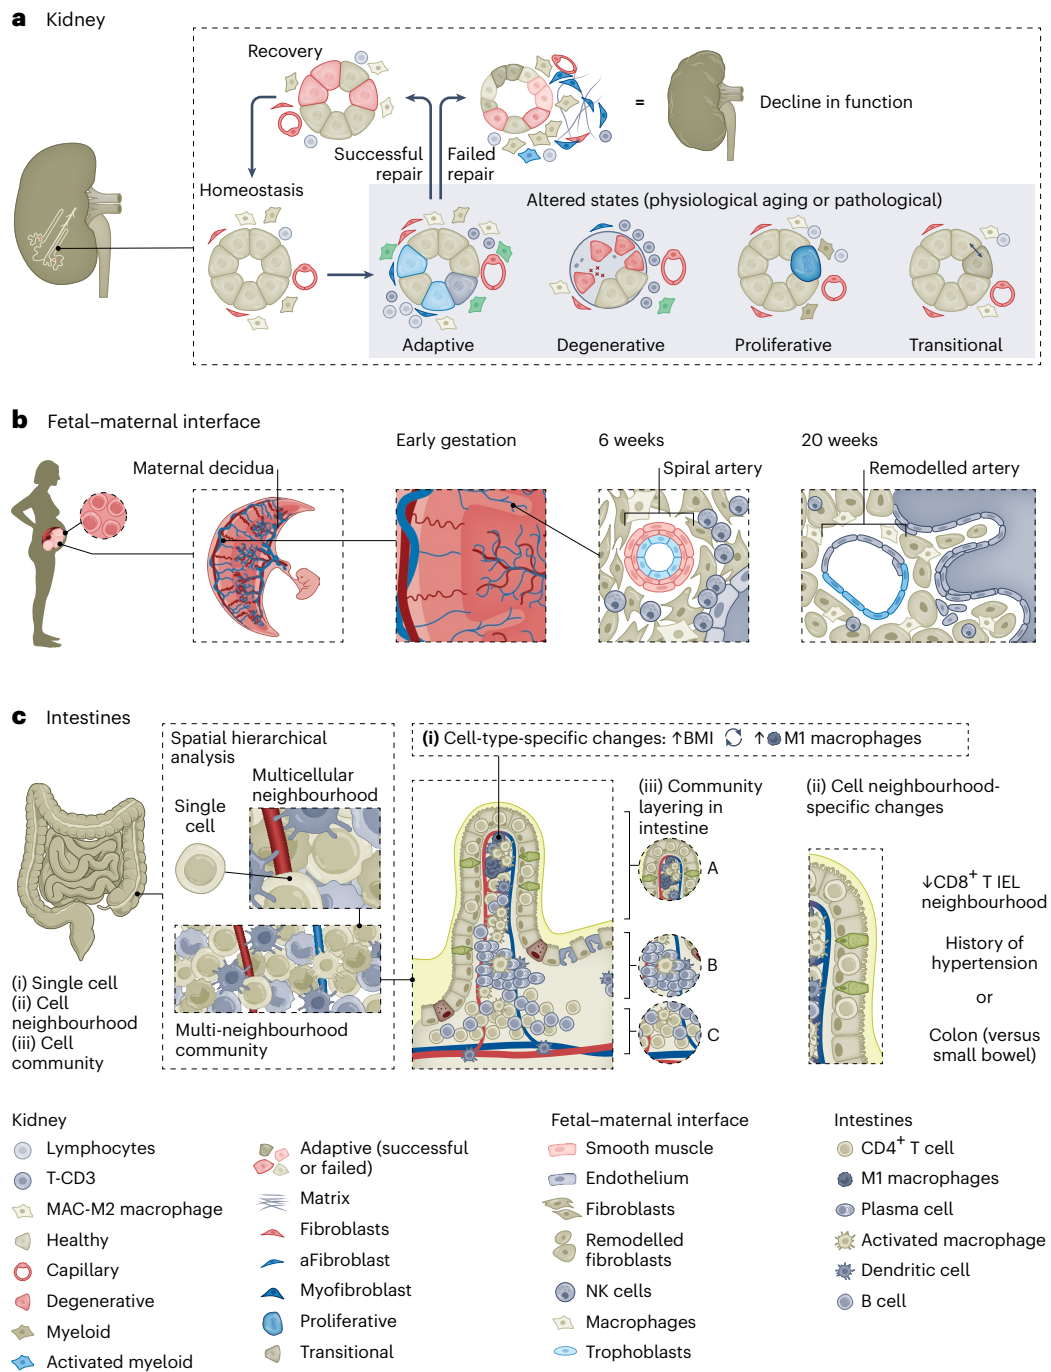 a Kidney
Recovery
Successful
repair
Failed
repair
=
Decline in function
Homeostasis
Altered states (physiological aging or pathological)
Adaptive
Degenerative
Proliferative
Transitional
b Fetal–maternal interface
Early gestation
6 weeks
20 weeks
Maternal decidua
Spiral artery
Remodelled artery
c Intestines
Spatial hierarchical
analysis
Multicellular
neighbourhood
Single
cell
Multi-neighbourhood
community
(i) Single cell
(ii) Cell
neighbourhood
(iii) Cell
community
(i) Cell-type-specific changes: ↑BMI ↑ M1 macrophages
(iii) Community
layering in
intestine
A
B
C
(ii) Cell neighbourhood-
specific changes
↓CD8+ T IEL
neighbourhood
History of
hypertension
or
Colon (versus
small bowel)
Kidney
Lymphocytes
T-CD3
MAC-M2 macrophage
Healthy
Capillary
Degenerative
Myeloid
Activated myeloid
Adaptive (successful
or failed)
Matrix
Fibroblasts
aFibroblast
Myofibroblast
Proliferative
Transitional
Fetal–maternal interface
Smooth muscle
Endothelium
Fibroblasts
Remodelled
fibroblasts
NK cells
Macrophages
Trophoblasts
Intestines
CD4+ T cell
M1 macrophages
Plasma cell
Activated macrophage
Dendritic cell
B cell